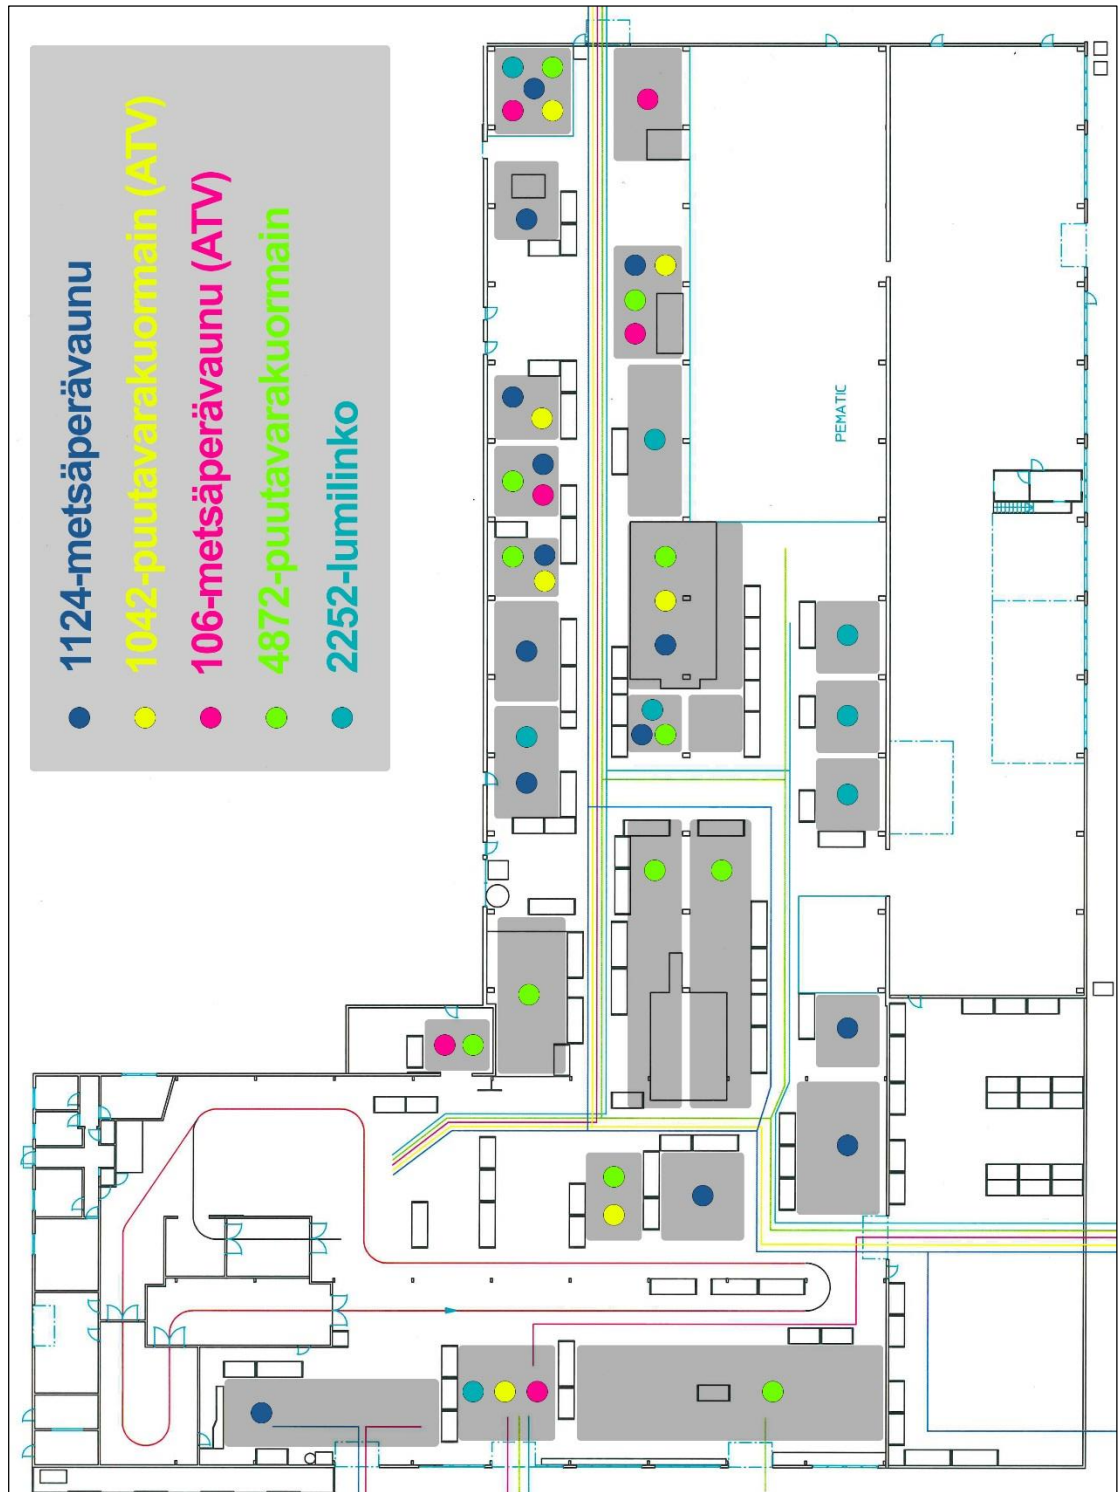 1124-metsäperävaunu
1042-puutavarakuormain (ATV)
106-metsäperävaunu (ATV)
4872-puutavarakuormain
2252-lumilinko
PEMATIC